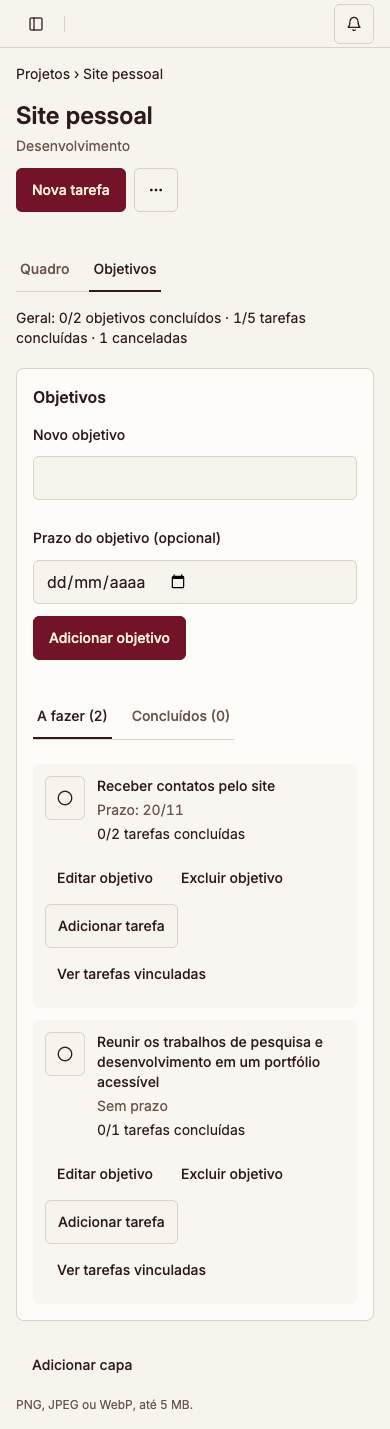 Projetos › Site pessoal
Site pessoal
Desenvolvimento
Nova tarefa
Quadro Objetivos
Geral: 0/2 objetivos concluídos · 1/5 tarefas
concluídas · 1 canceladas
Objetivos
Novo objetivo
Prazo do objetivo (opcional)
dd/mm/aaaa
Adicionar objetivo
A fazer (2) Concluídos (0)
Receber contatos pelo site
Prazo: 20/11
0/2 tarefas concluídas
Editar objetivo Excluir objetivo
Adicionar tarefa
Ver tarefas vinculadas
Reunir os trabalhos de pesquisa e
desenvolvimento em um portfólio
acessível
Sem prazo
0/1 tarefas concluídas
Editar objetivo Excluir objetivo
Adicionar tarefa
Ver tarefas vinculadas
Adicionar capa
PNG, JPEG ou WebP, até 5 MB.